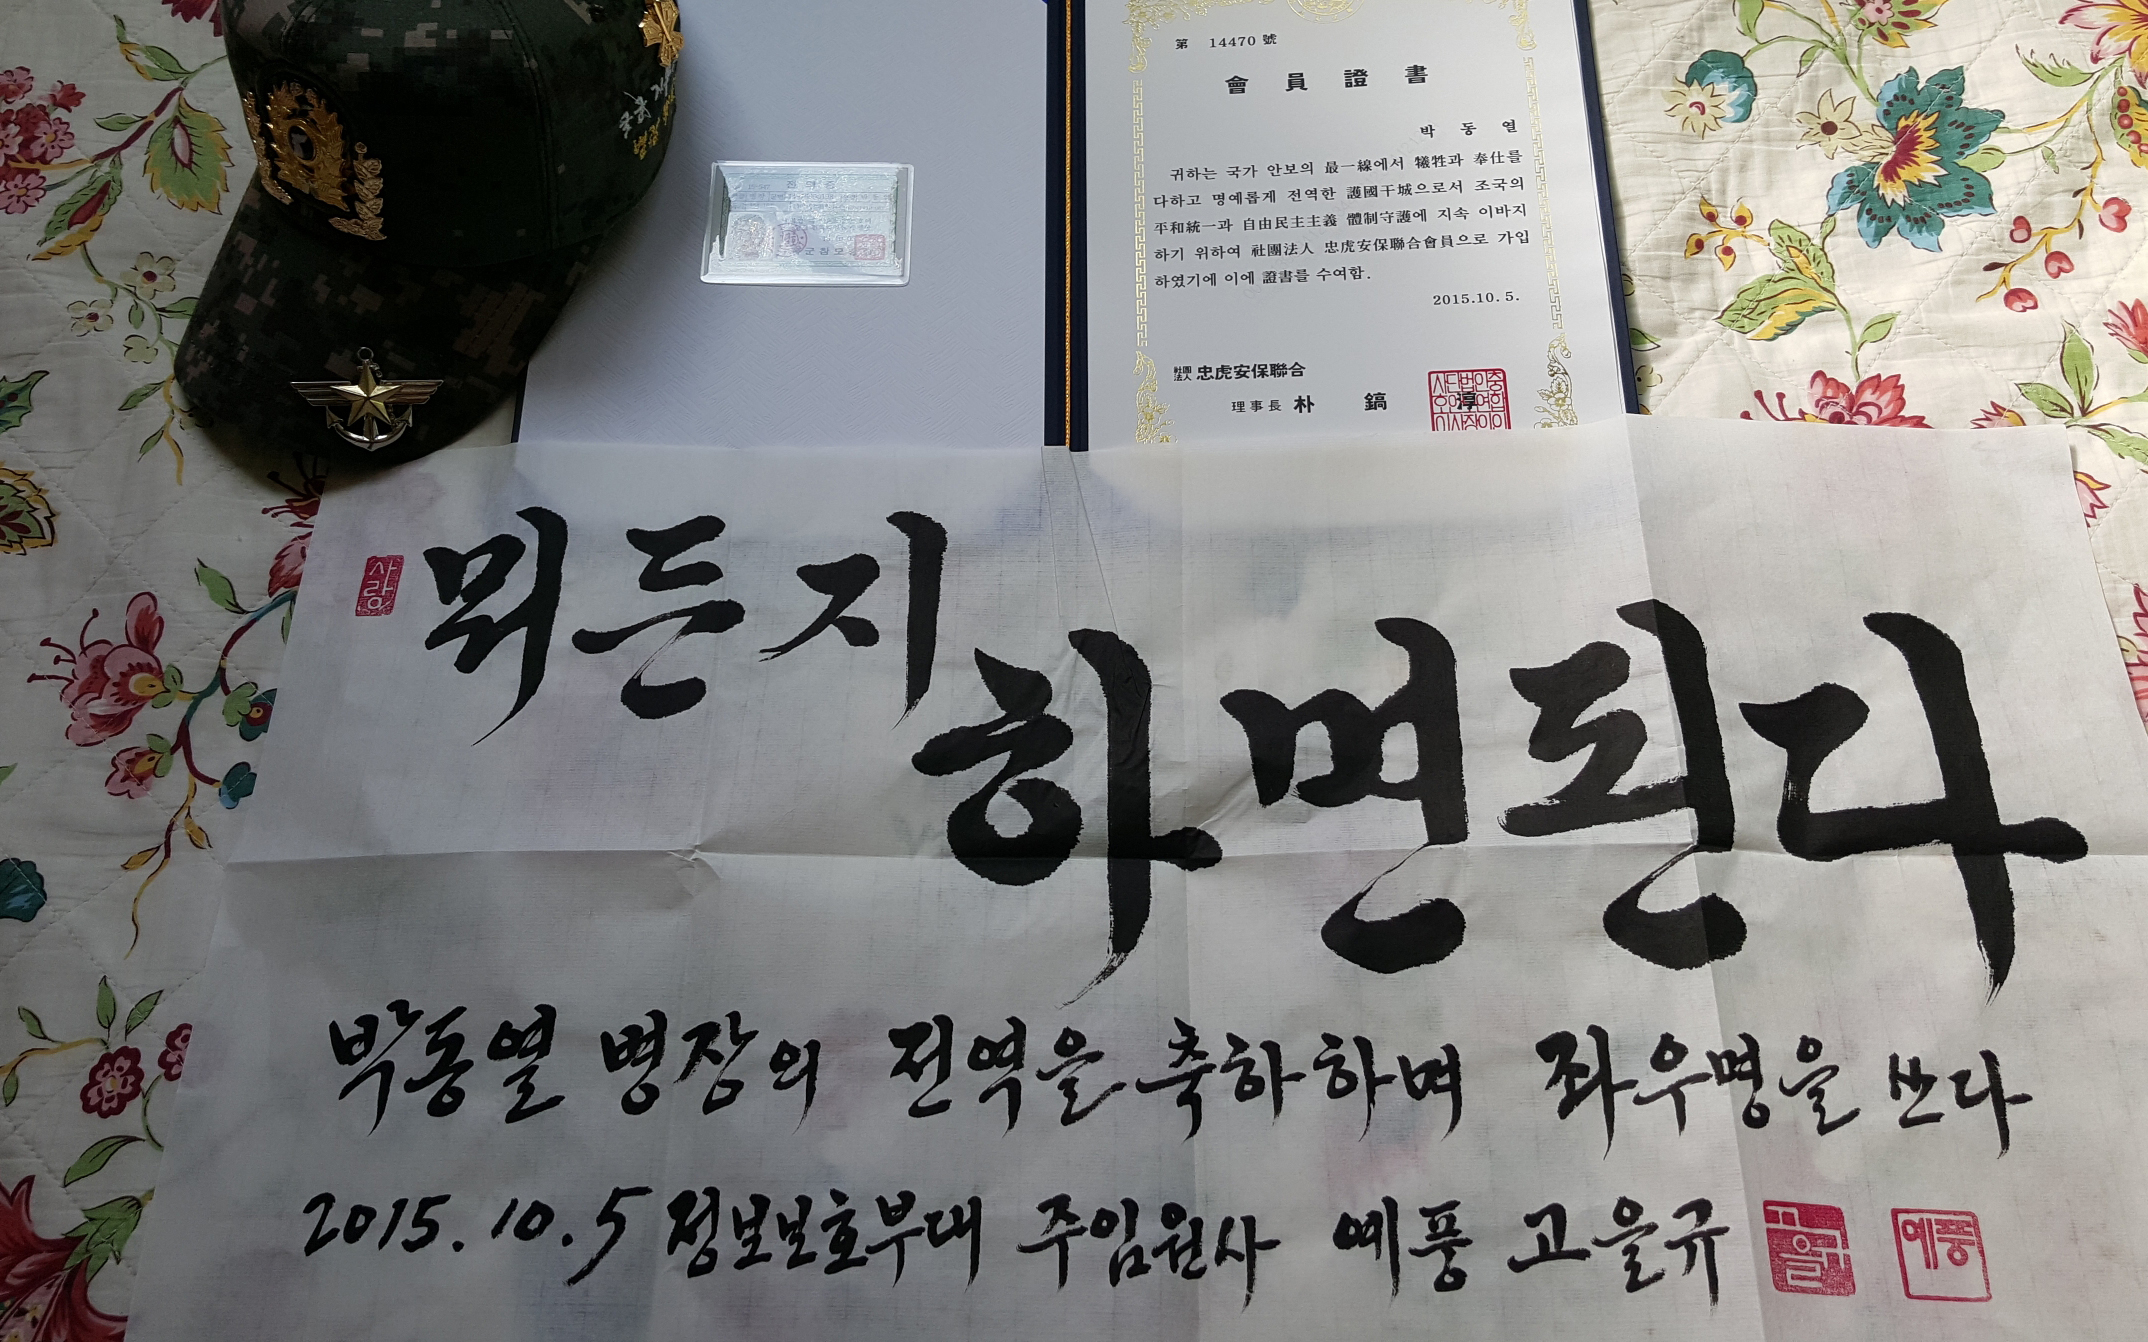 第 14470 號
會員證書
박동열
귀하는 국가 안보의 最一線에서 犧牲과 奉仕를
다하고 명예롭게 전역한 護國干城으로서 조국의
平和統一과 自由民主主義 體制守護에 지속 이바지
하기 위하여 社團法人 忠虎安保聯合會員으로 가입
하였기에 이에 證書를 수여함.
2015.10.5.
社團法人 忠虎安保聯合
理事長 朴鎬淳
전역증
사랑
뭐든지
하면된다
박동열 병장의 전역을 축하하며 좌우명을 쓰다
2015.10.5 정보보호부대 주임원사 예풍 고을규
고을규
예풍